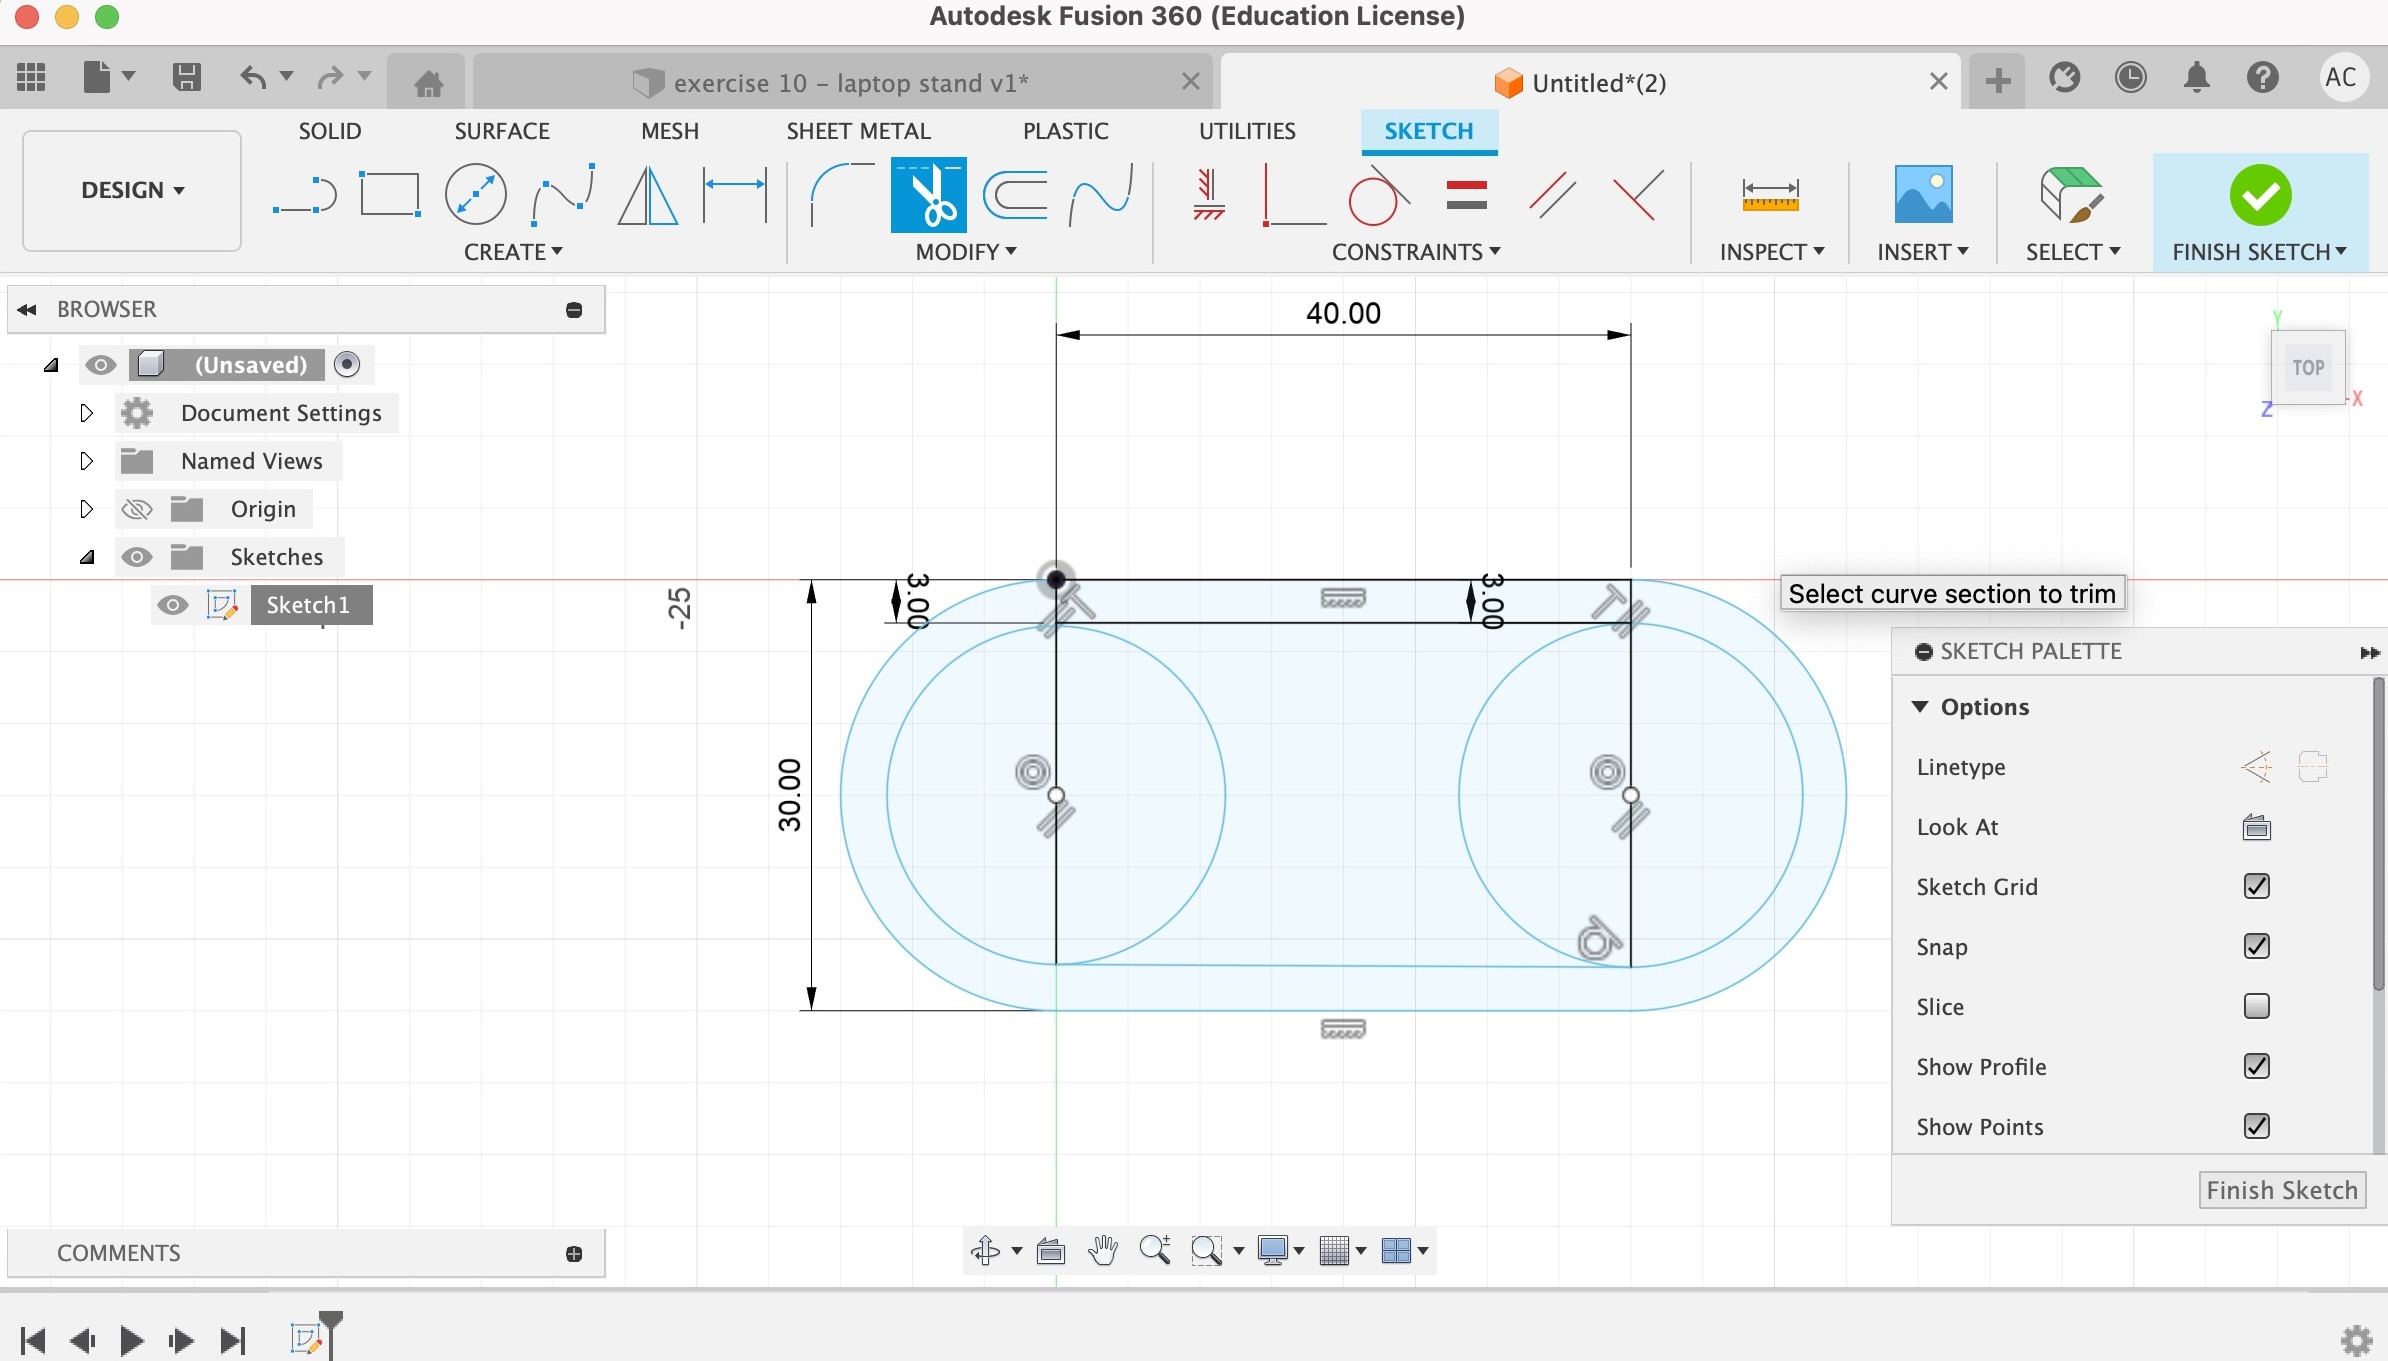 Autodesk Fusion 360 (Education License)
exercise 10 – laptop stand v1*
Untitled*(2)
AC
DESIGN
SOLID
SURFACE
MESH
SHEET METAL
PLASTIC
UTILITIES
SKETCH
CREATE
MODIFY
CONSTRAINTS
INSPECT
INSERT
SELECT
FINISH SKETCH
BROWSER
(Unsaved)
Document Settings
Named Views
Origin
Sketches
Sketch1
40.00
3.00
3.00
-25
30.00
Y
TOP
X
Z
Select curve section to trim
SKETCH PALETTE
Options
Linetype
Look At
Sketch Grid
Snap
Slice
Show Profile
Show Points
Finish Sketch
COMMENTS